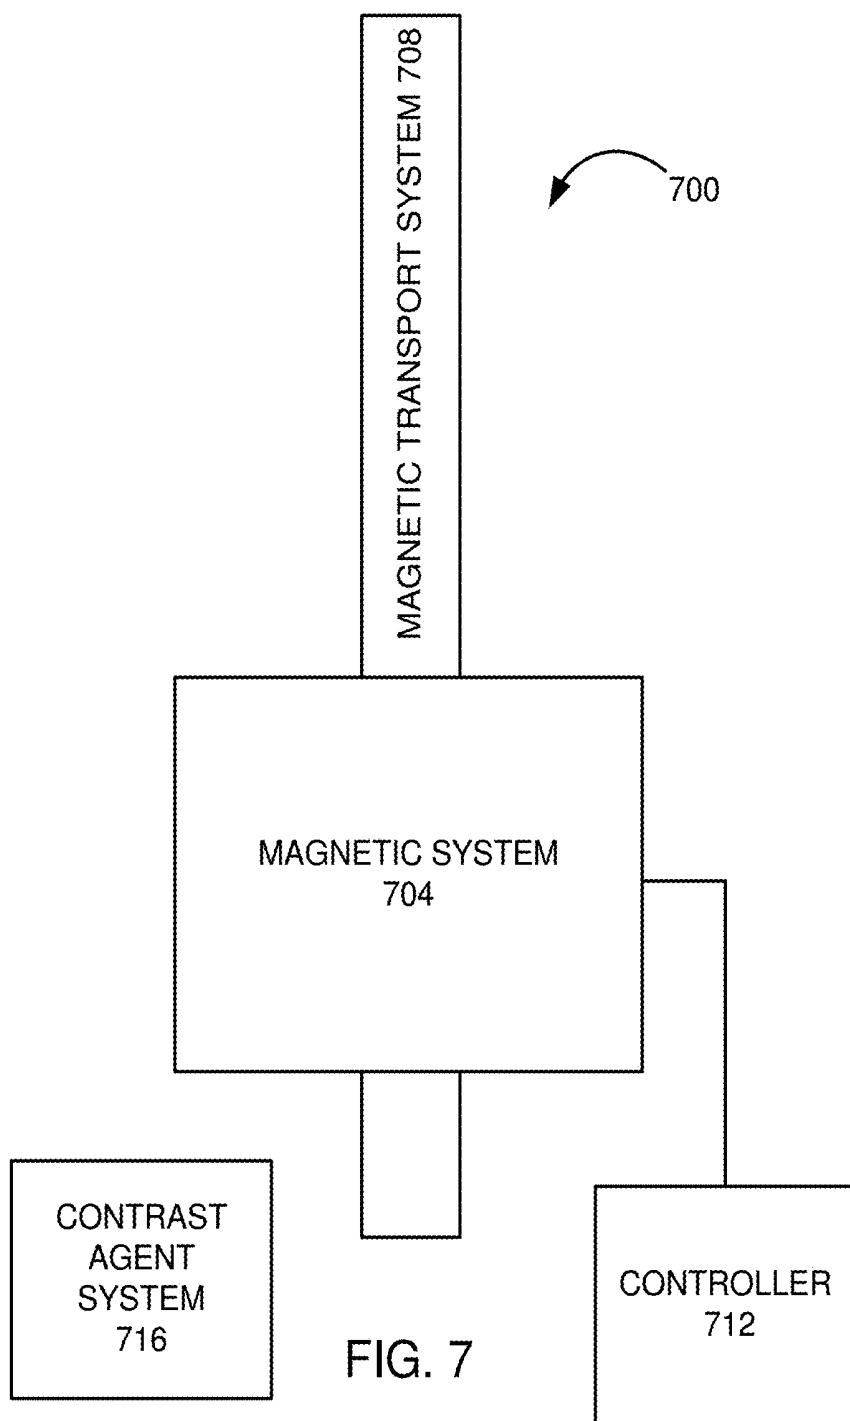 MAGNETIC TRANSPORT SYSTEM 708
700
MAGNETIC SYSTEM
704
CONTRAST
AGENT
SYSTEM
716
CONTROLLER
712
FIG. 7